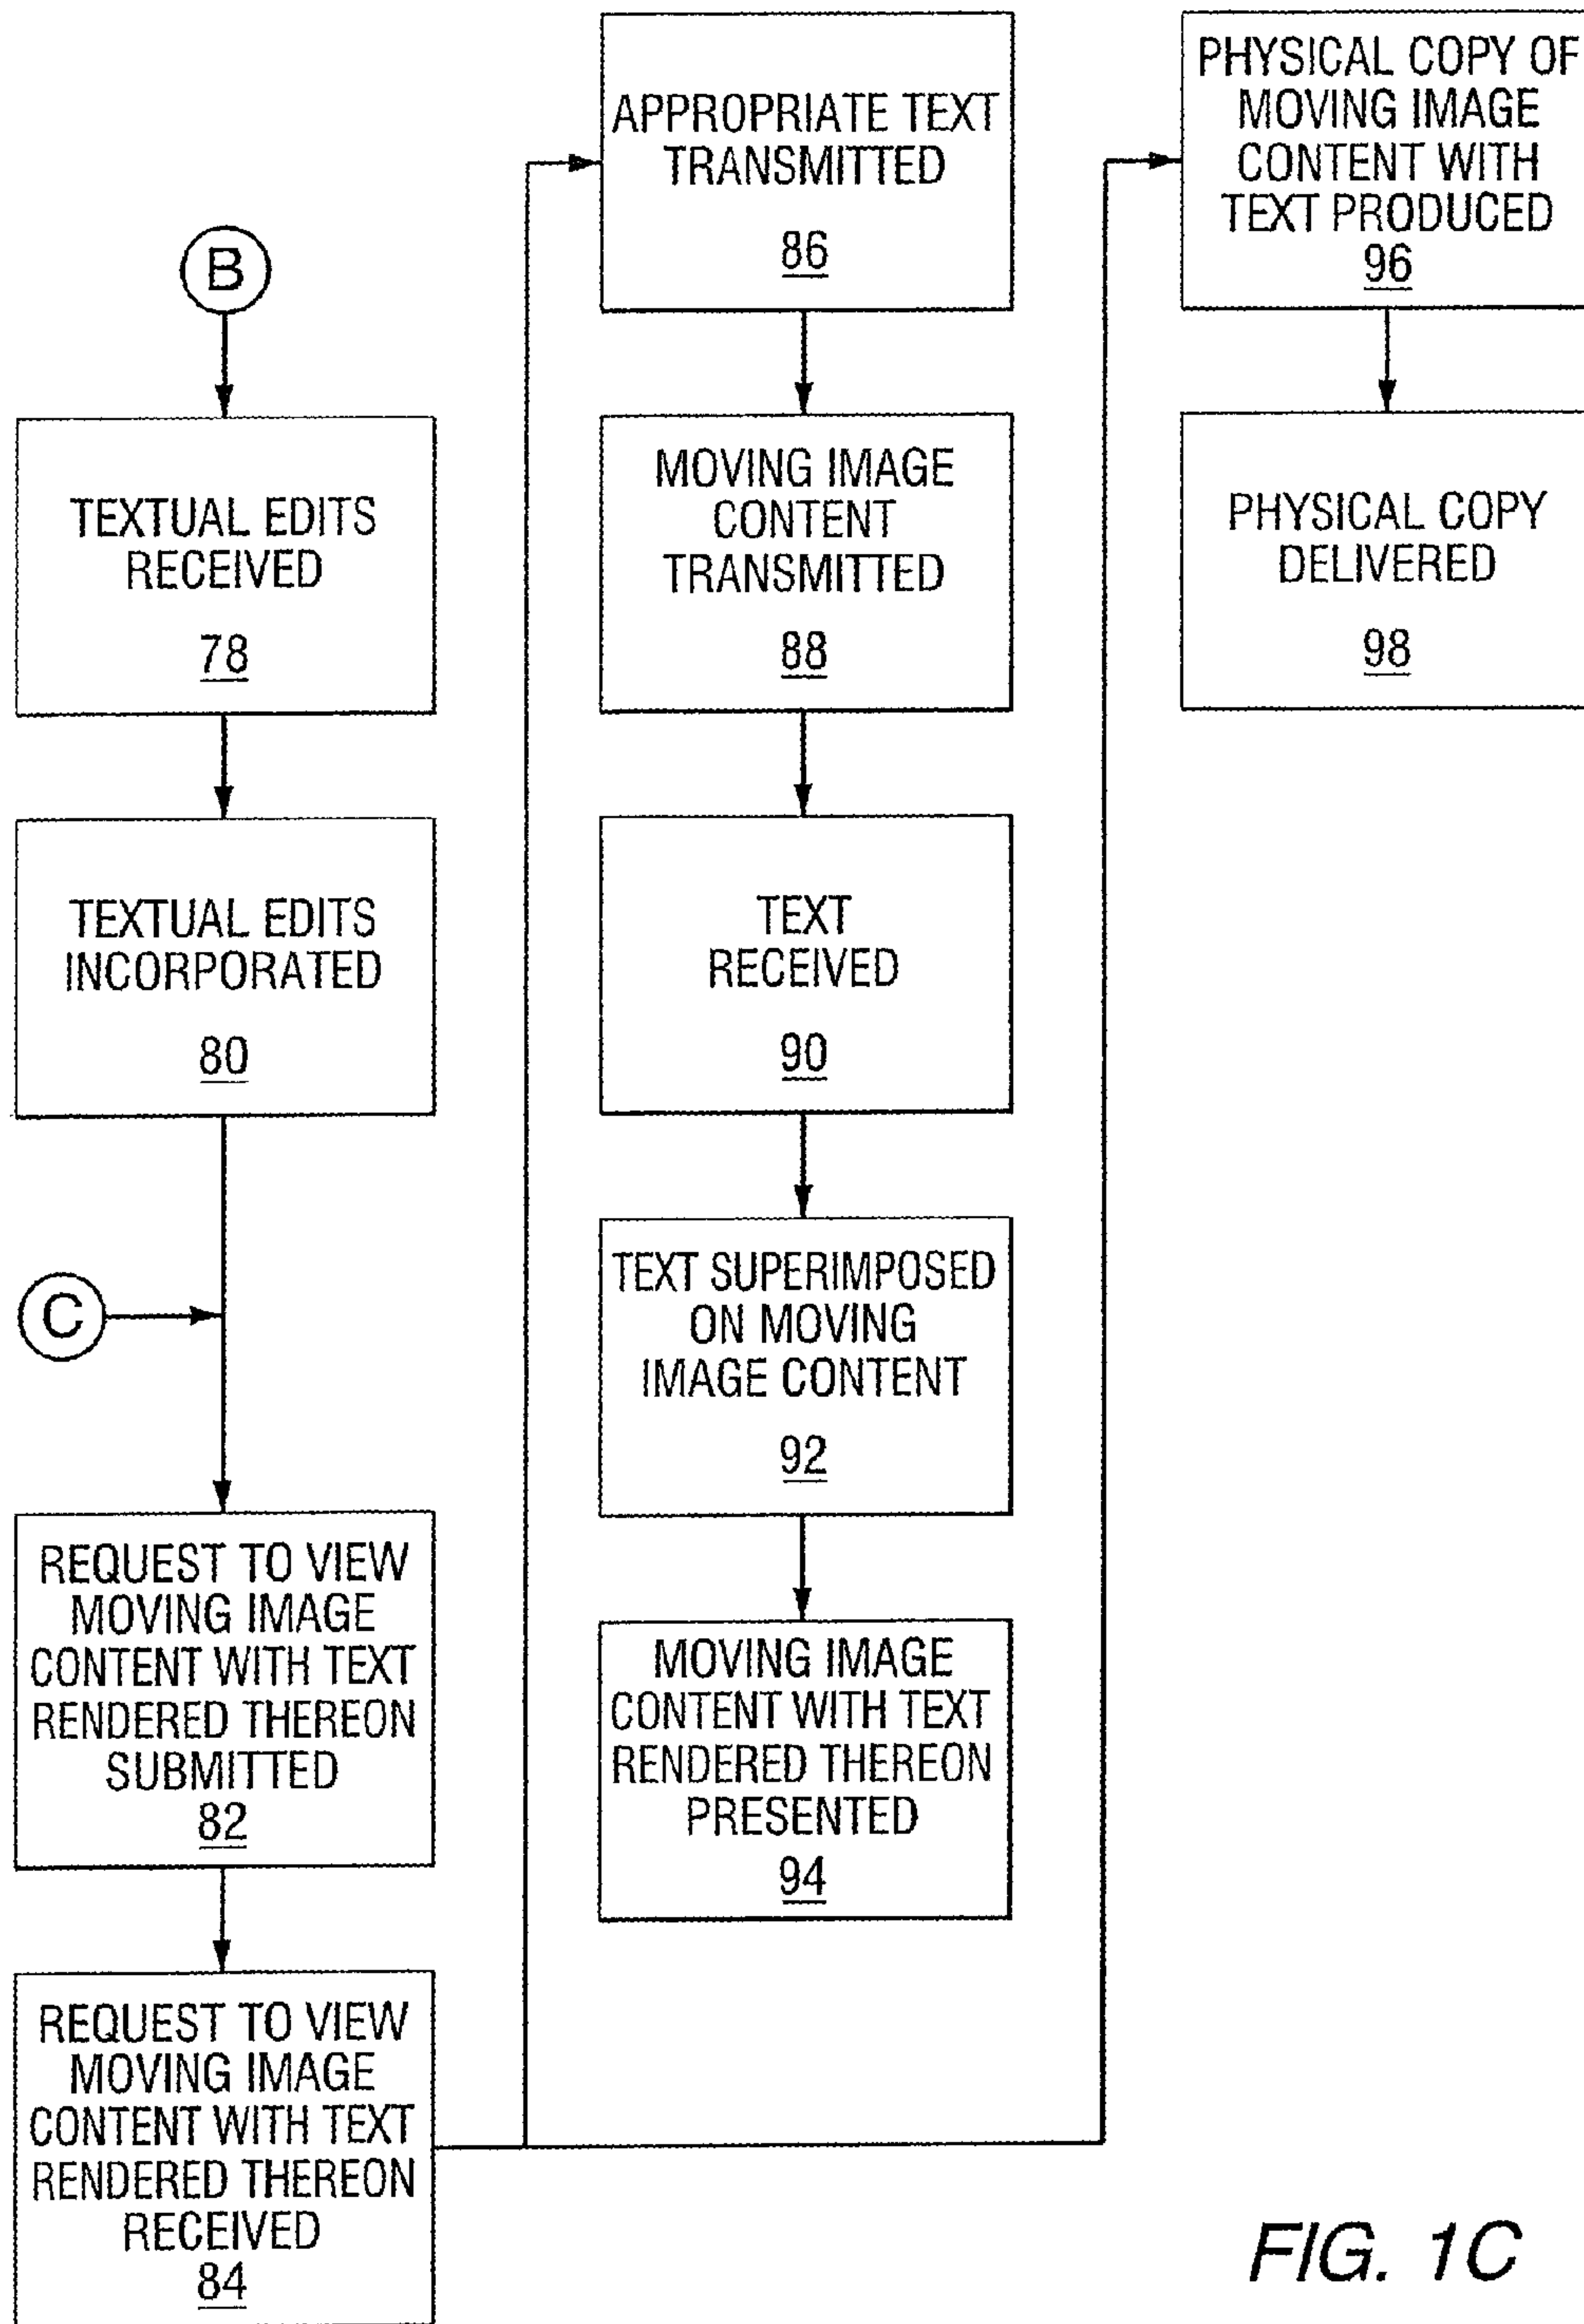 B
TEXTUAL EDITS
RECEIVED
78
TEXTUAL EDITS
INCORPORATED
80
C
REQUEST TO VIEW
MOVING IMAGE
CONTENT WITH TEXT
RENDERED THEREON
SUBMITTED
82
REQUEST TO VIEW
MOVING IMAGE
CONTENT WITH TEXT
RENDERED THEREON
RECEIVED
84
APPROPRIATE TEXT
TRANSMITTED
86
MOVING IMAGE
CONTENT
TRANSMITTED
88
TEXT
RECEIVED
90
TEXT SUPERIMPOSED
ON MOVING
IMAGE CONTENT
92
MOVING IMAGE
CONTENT WITH TEXT
RENDERED THEREON
PRESENTED
94
PHYSICAL COPY OF
MOVING IMAGE
CONTENT WITH
TEXT PRODUCED
96
PHYSICAL COPY
DELIVERED
98
FIG. 1C